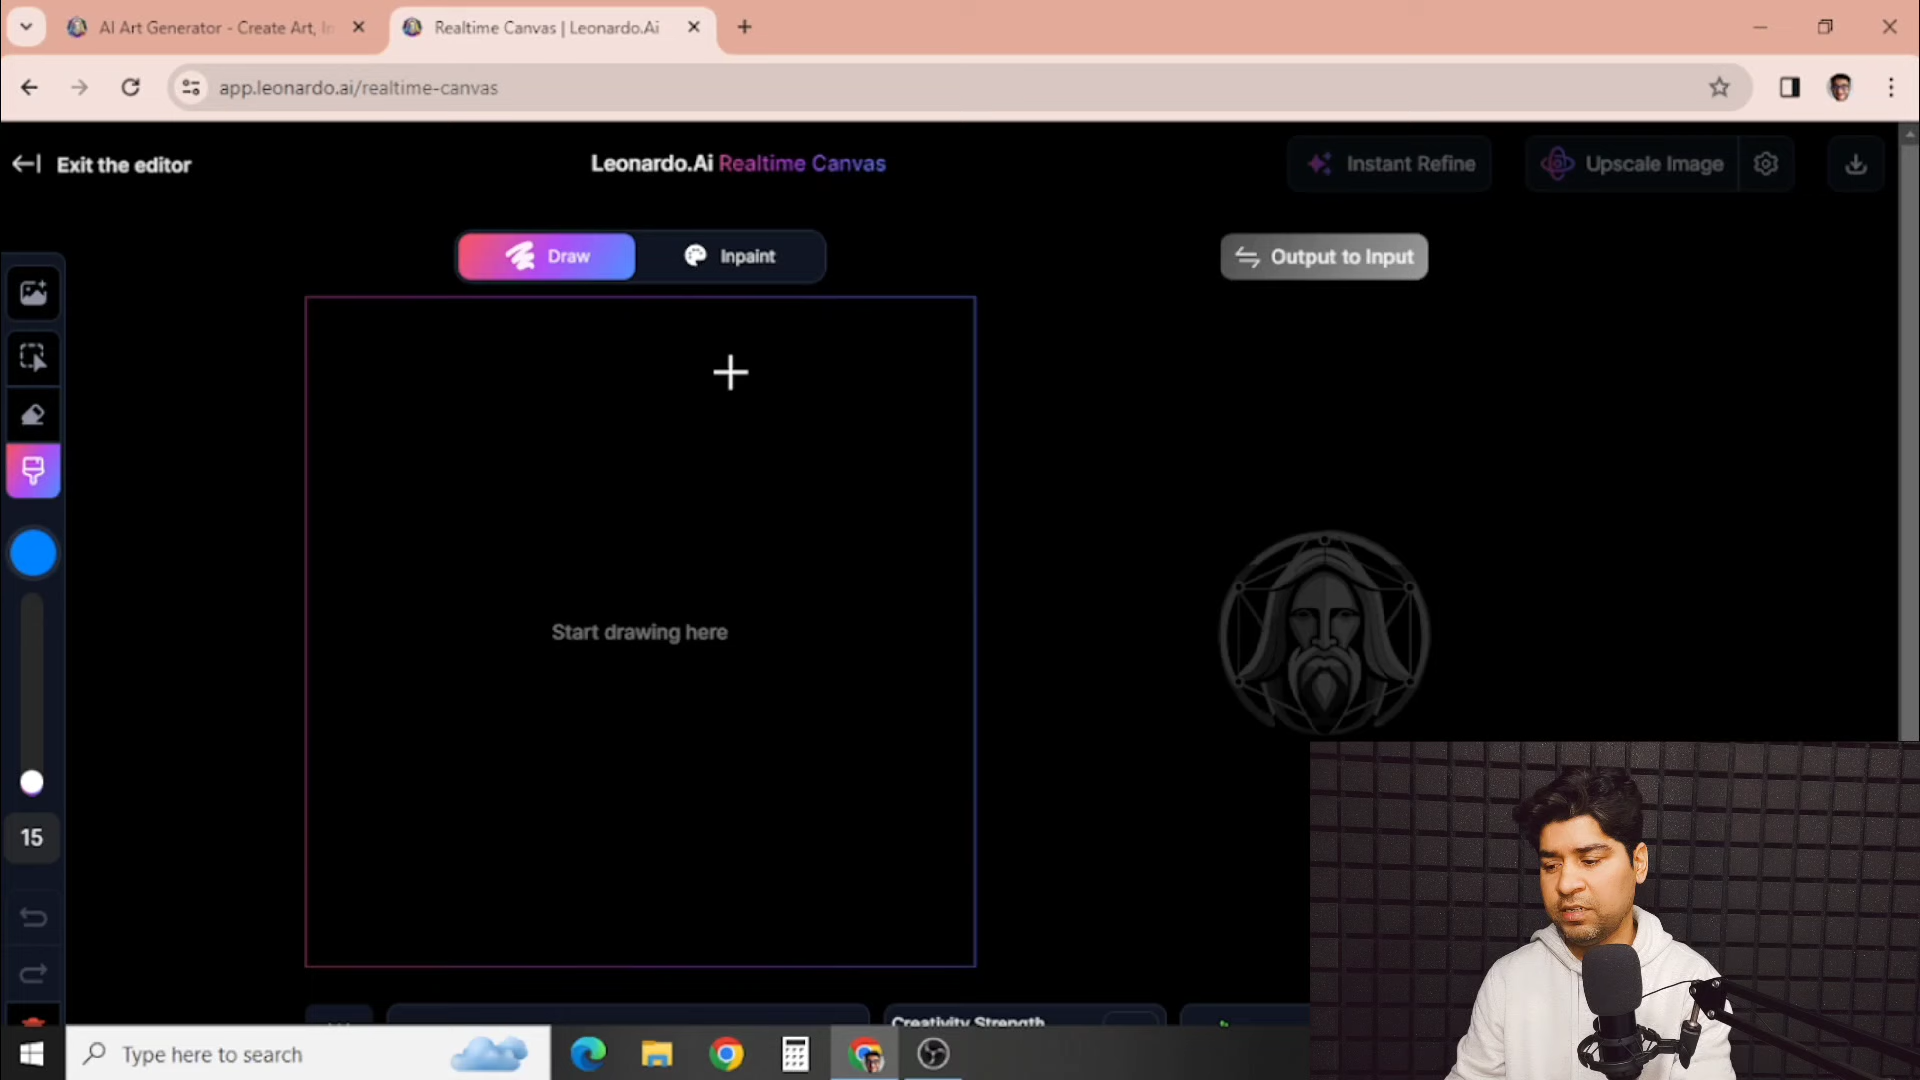 AI Art Generator - Create Art, In
Realtime Canvas | Leonardo.Ai
app.leonardo.ai/realtime-canvas
Exit the editor
Leonardo.Ai Realtime Canvas
Instant Refine
Upscale Image
Draw
Inpaint
Output to Input
Start drawing here
15
Creativity Strength
Type here to search